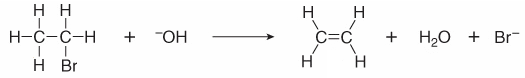 H H H H
H–C–C–H + ⁻OH ⟶ C=C + H₂O + Br⁻
H Br H H